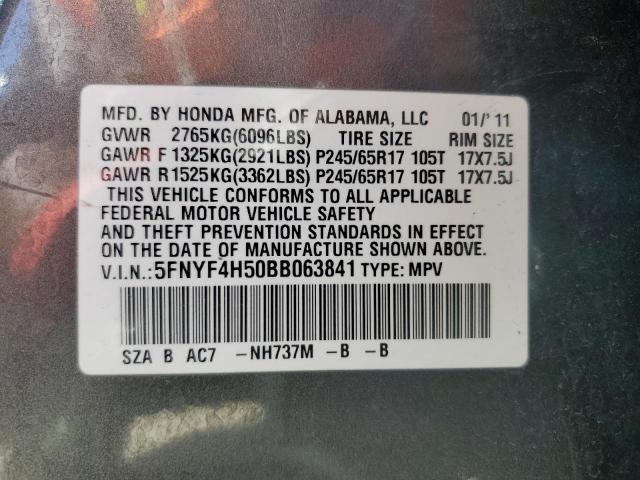 MFD. BY HONDA MFG. OF ALABAMA, LLC 01/'11
GVWR 2765KG(6096LBS) TIRE SIZE RIM SIZE
GAWR F 1325KG(2921LBS) P245/65R17 105T 17X7.5J
GAWR R 1525KG(3362LBS) P245/65R17 105T 17X7.5J
THIS VEHICLE CONFORMS TO ALL APPLICABLE
FEDERAL MOTOR VEHICLE SAFETY
AND THEFT PREVENTION STANDARDS IN EFFECT
ON THE DATE OF MANUFACTURE SHOWN ABOVE.
V.I.N.: 5FNYF4H50BB063841 TYPE: MPV
SZA B AC7 -NH737M -B -B